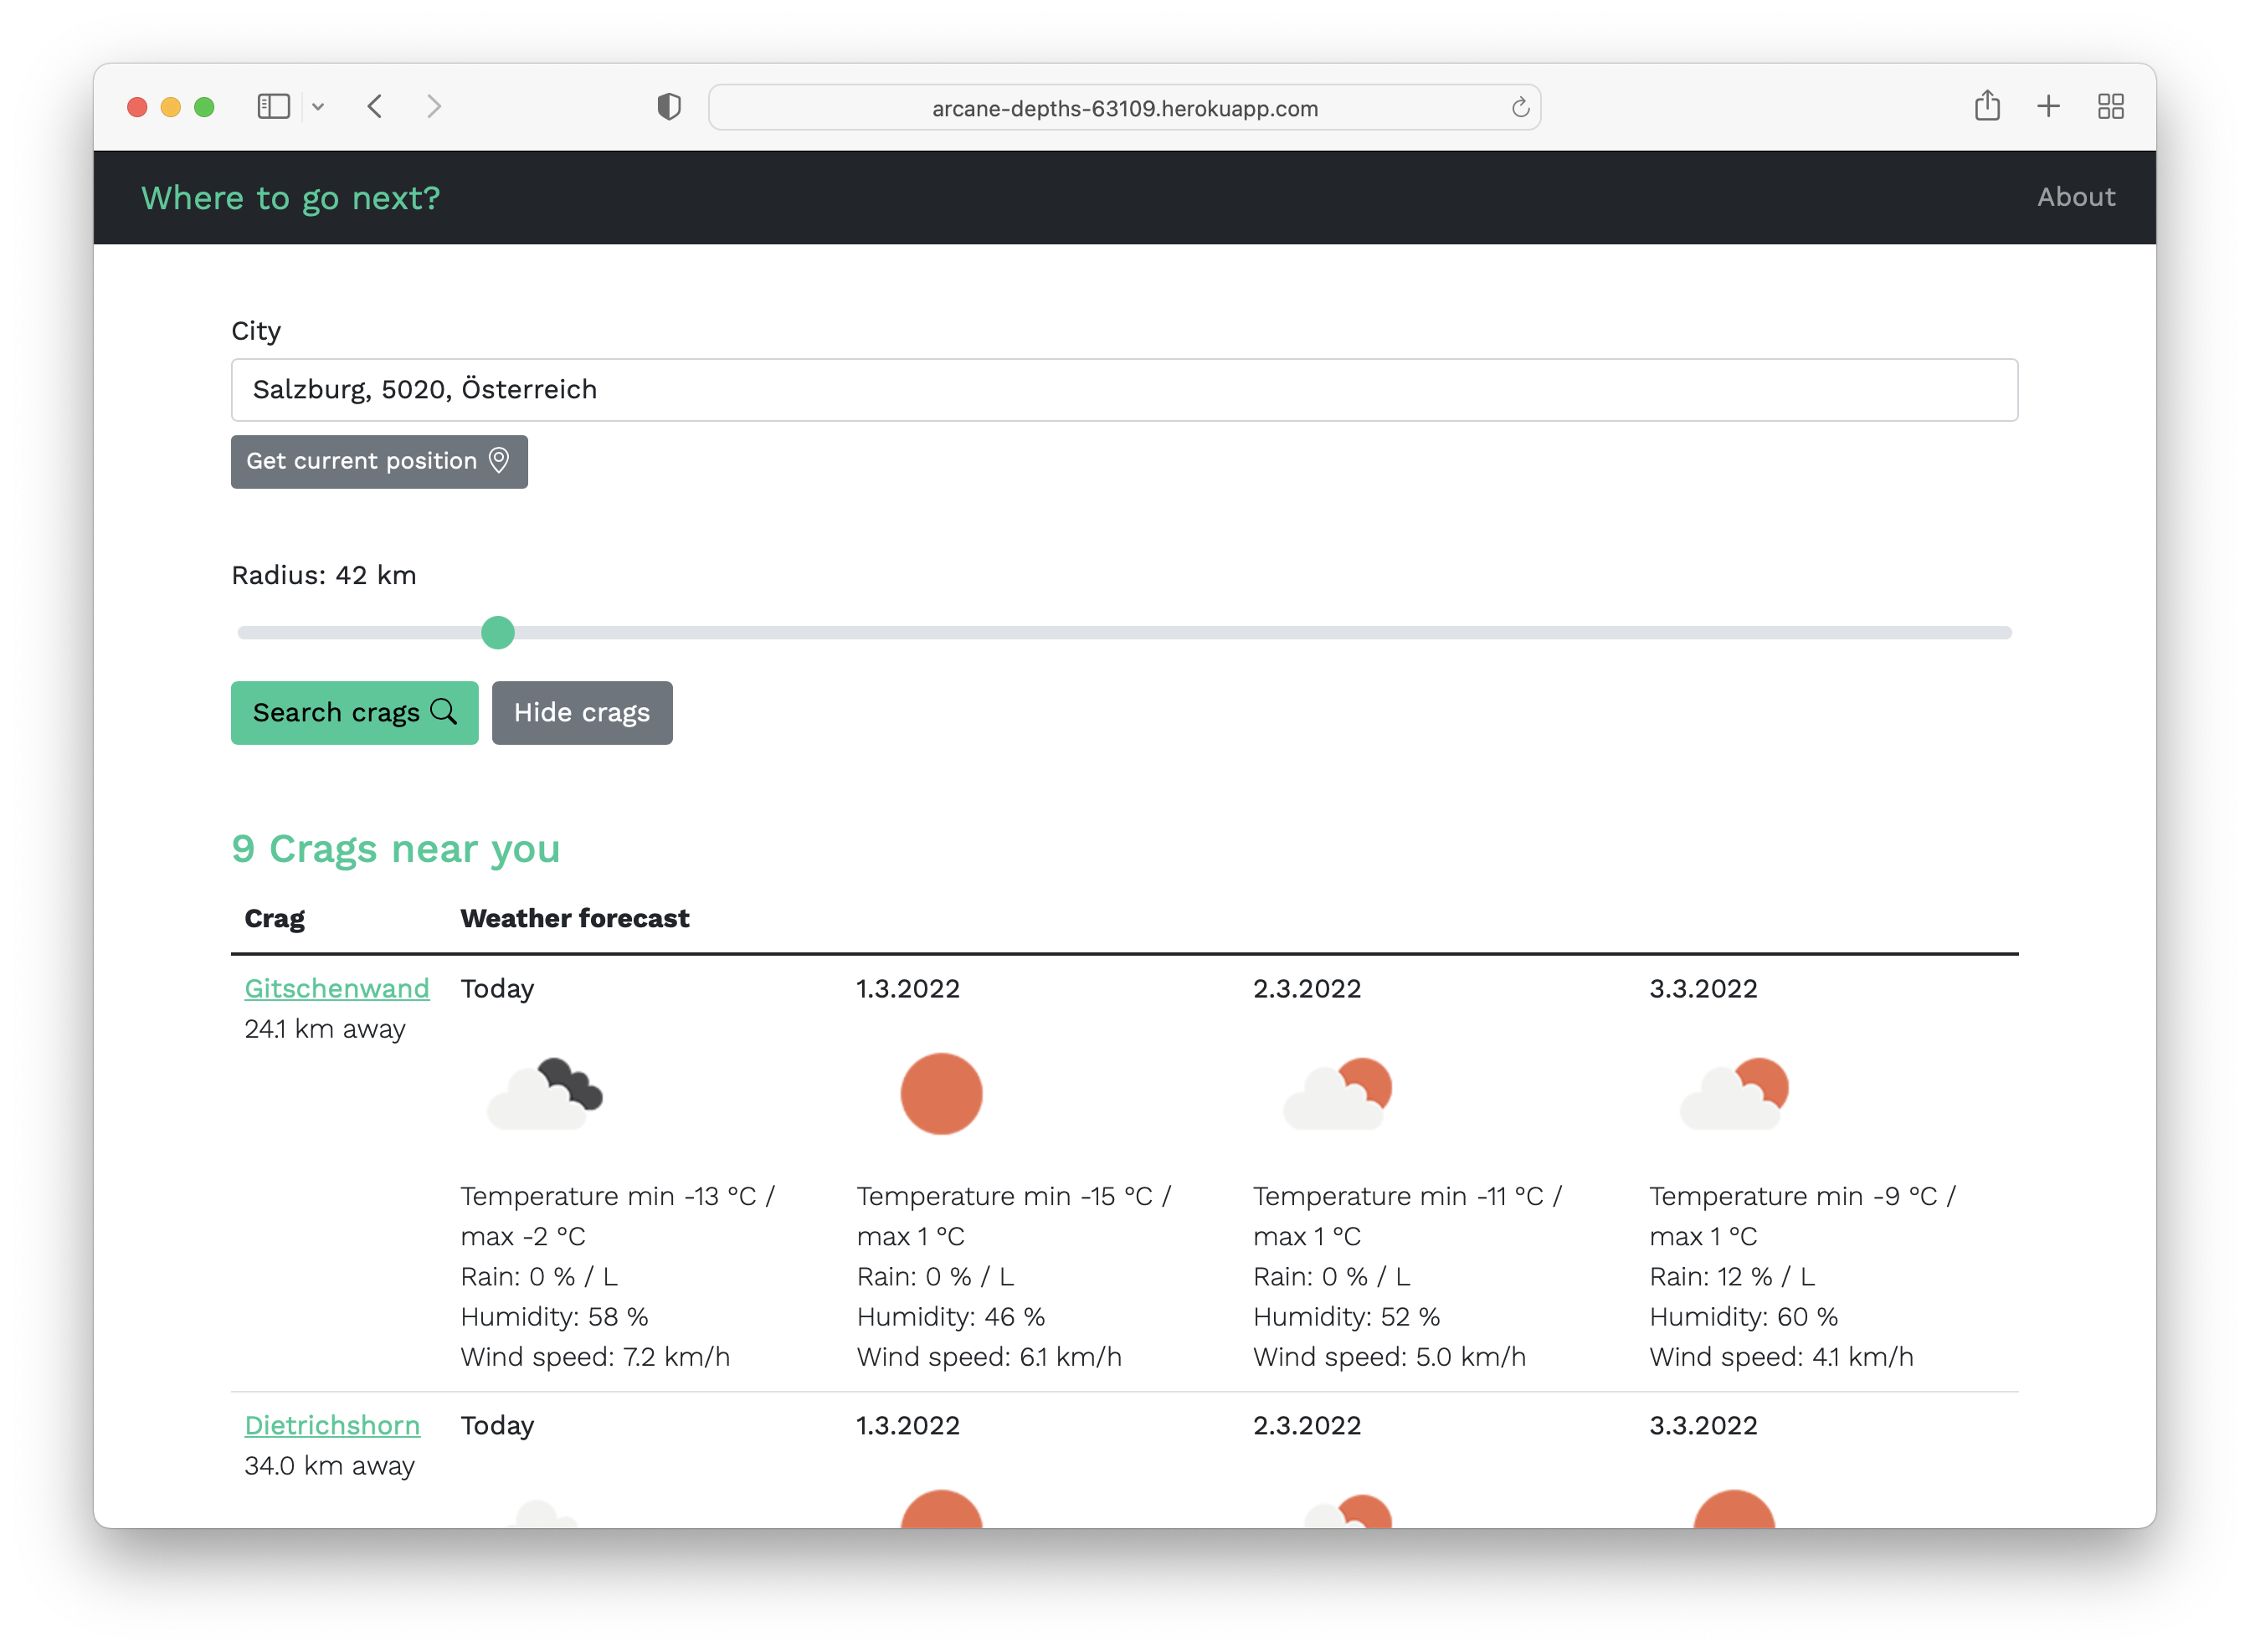 arcane-depths-63109.herokuapp.com
Where to go next?
About
City
Salzburg, 5020, Österreich
Get current position
Radius: 42 km
Search crags
Hide crags
9 Crags near you
Crag
Weather forecast
Gitschenwand
24.1 km away
Today
1.3.2022
2.3.2022
3.3.2022
Temperature min -13 °C /
max -2 °C
Rain: 0 % / L
Humidity: 58 %
Wind speed: 7.2 km/h
Temperature min -15 °C /
max 1 °C
Rain: 0 % / L
Humidity: 46 %
Wind speed: 6.1 km/h
Temperature min -11 °C /
max 1 °C
Rain: 0 % / L
Humidity: 52 %
Wind speed: 5.0 km/h
Temperature min -9 °C /
max 1 °C
Rain: 12 % / L
Humidity: 60 %
Wind speed: 4.1 km/h
Dietrichshorn
34.0 km away
Today
1.3.2022
2.3.2022
3.3.2022